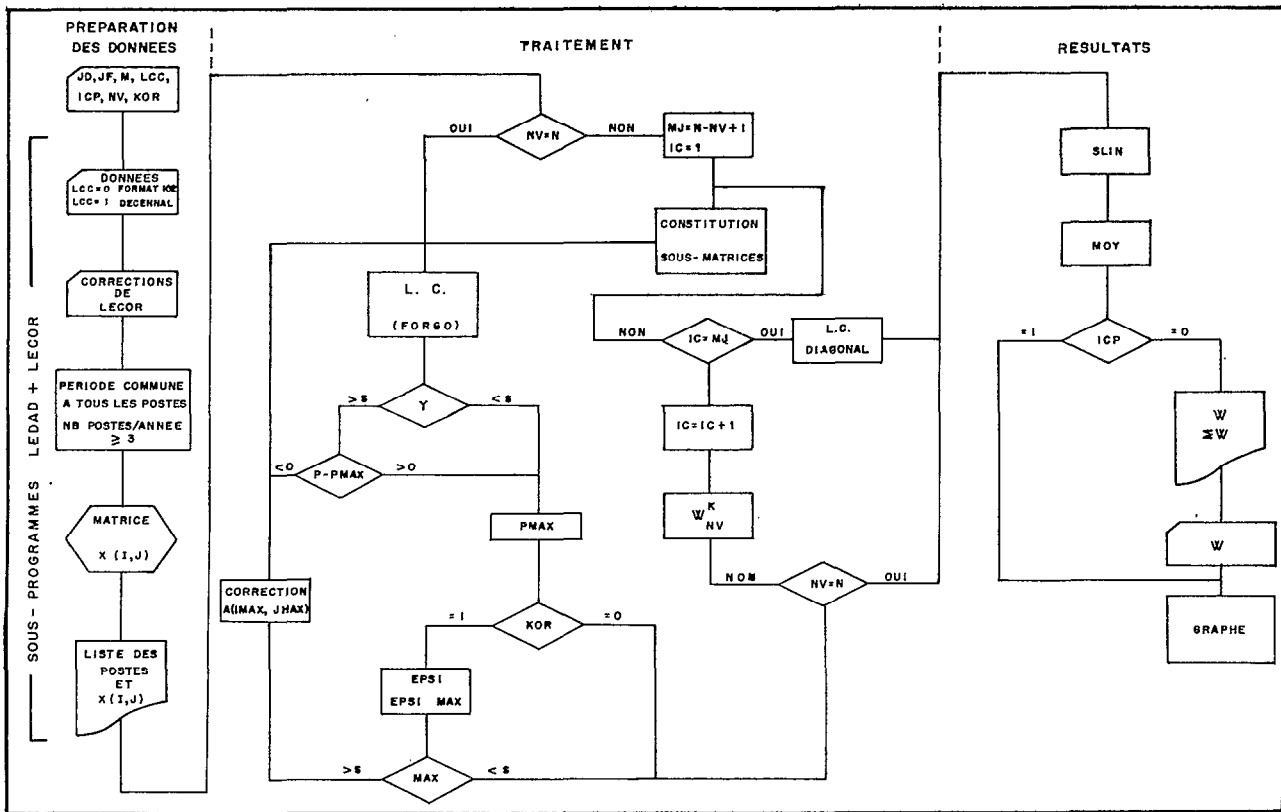 PREPARATION
DES DONNEES
TRAITEMENT
RESULTATS
SOUS-PROGRAMMES LEDAD + LECOR
JD, JF, M, LCC,
ICP, NV, KOR
DONNÉES
LCC=0 FORMAT
LCC=1 DECENNAL
CORRECTIONS
DE
LECOR
PERIODE COMMUNE
A TOUS LES POSTES
NB POSTES/ANNEE
≥ 3
MATRICE
X (I,J)
LISTE DES
POSTES
ET
X(I,J)
OUI
NV=N
NON
MJ=N-NV+I
IC=1
CONSTITUTION
SOUS-MATRICES
L. C.
(FORGO)
>S
Y
<S
<0
P-PMAX
>0
PMAX
CORRECTION
A(IMAX, JHAX)
=1
KOR
=0
EPSI
EPSI MAX
>S
MAX
<S
NON
IC=MJ
OUI
L.C.
DIAGONAL
IC=IC+1
W K NV
NON
NV=N
OUI
SLIN
MOY
=1
ICP
=0
W
ΣW
W
GRAPHE